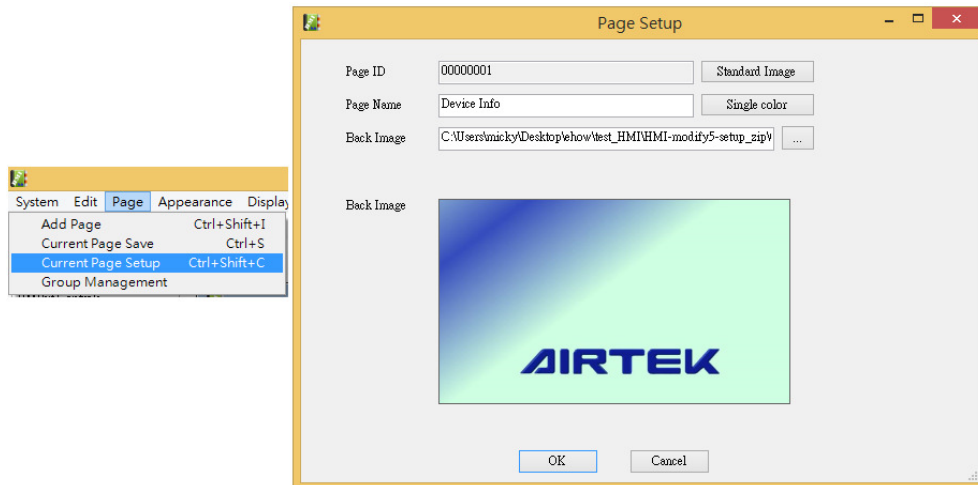 System Edit Page Appearance Display
Add Page Ctrl+Shift+I
Current Page Save Ctrl+S
Current Page Setup Ctrl+Shift+C
Group Management
Page Setup
Page ID 00000001 Standard Image
Page Name Device Info Single color
Back Image C:\Users\micky\Desktop\ehow\test_HMI\HMI-modify5-setup_zip\ ...
Back Image
AIRTEK
OK Cancel